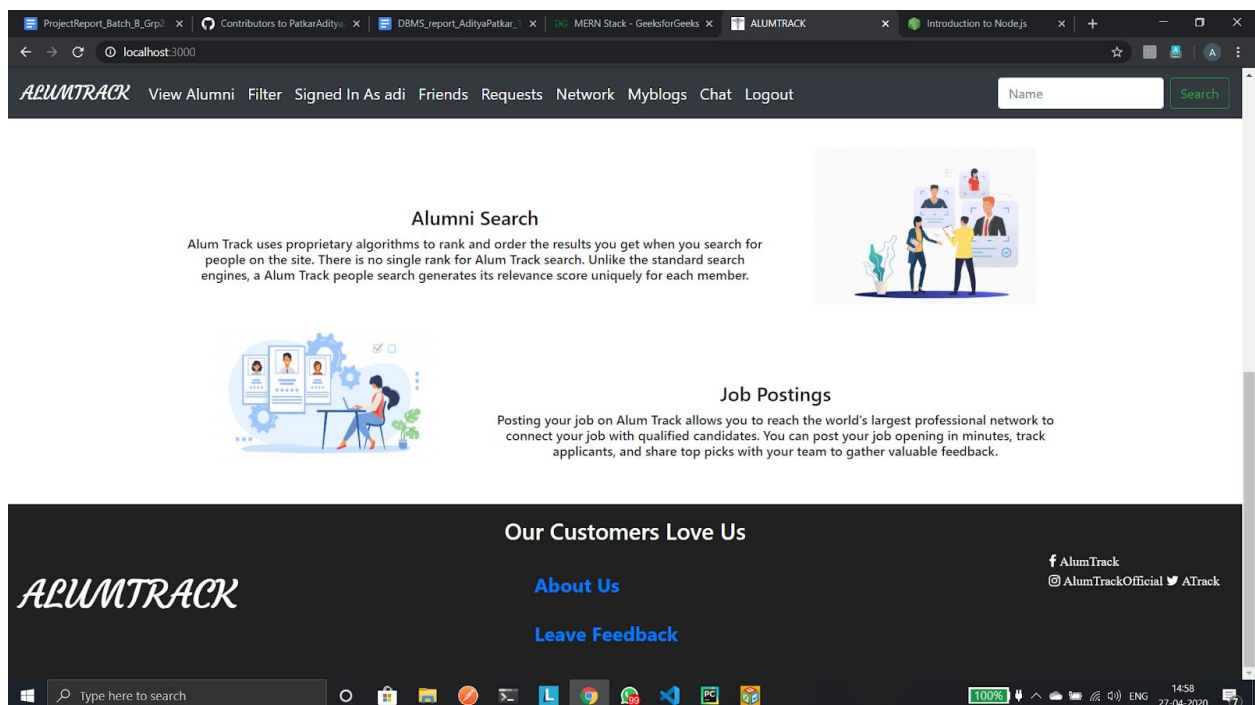 ProjectReport_Batch_B_Grp2
Contributors to PatkarAditya
DBMS_report_AdityaPatkar_1
GG MERN Stack - GeeksforGeeks
ALUMTRACK
Introduction to Node.js
localhost:3000
A
ALUMTRACK View Alumni Filter Signed In As adi Friends Requests Network Myblogs Chat Logout
Name
Search
Alumni Search
Alum Track uses proprietary algorithms to rank and order the results you get when you search for
people on the site. There is no single rank for Alum Track search. Unlike the standard search
engines, a Alum Track people search generates its relevance score uniquely for each member.
Job Postings
Posting your job on Alum Track allows you to reach the world's largest professional network to
connect your job with qualified candidates. You can post your job opening in minutes, track
applicants, and share top picks with your team to gather valuable feedback.
Our Customers Love Us
ALUMTRACK
About Us
Leave Feedback
AlumTrack
AlumTrackOfficial ATrack
Type here to search
L
99
PC
100%
ENG
14:58
27-04-2020
7